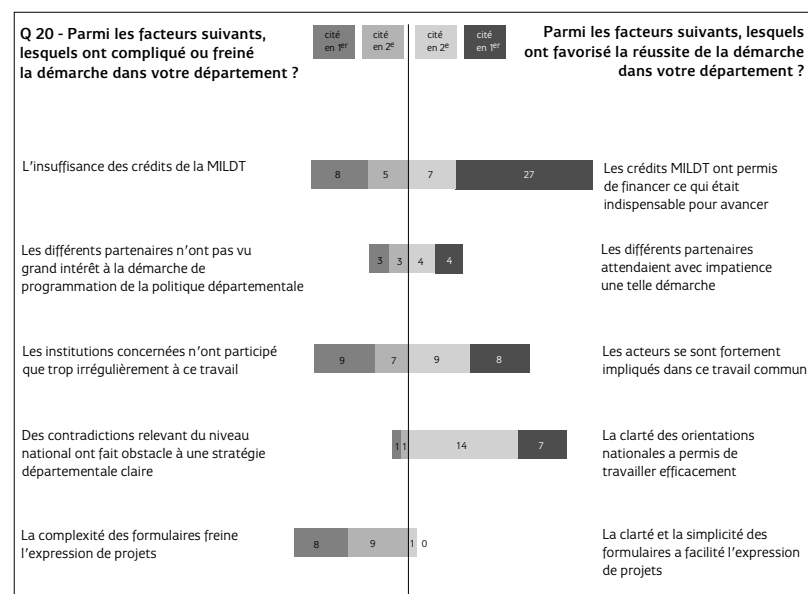 Q 20 - Parmi les facteurs suivants,
lesquels ont compliqué ou freiné
la démarche dans votre département ?
cité
en 1er
cité
en 2e
cité
en 2e
cité
en 1er
Parmi les facteurs suivants, lesquels
ont favorisé la réussite de la démarche
dans votre département ?
L'insuffisance des crédits de la MILDT
8 5 7 27
Les crédits MILDT ont permis
de financer ce qui était
indispensable pour avancer
Les différents partenaires n'ont pas vu
grand intérêt à la démarche de
programmation de la politique départementale
3 3 4 4
Les différents partenaires
attendaient avec impatience
une telle démarche
Les institutions concernées n'ont participé
que trop irrégulièrement à ce travail
9 7 9 8
Les acteurs se sont fortement
impliqués dans ce travail commun
Des contradictions relevant du niveau
national ont fait obstacle à une stratégie
départementale claire
1 1 14 7
La clarté des orientations
nationales a permis de
travailler efficacement
La complexité des formulaires freine
l'expression de projets
8 9 1 0
La clarté et la simplicité des
formulaires a facilité l'expression
de projets